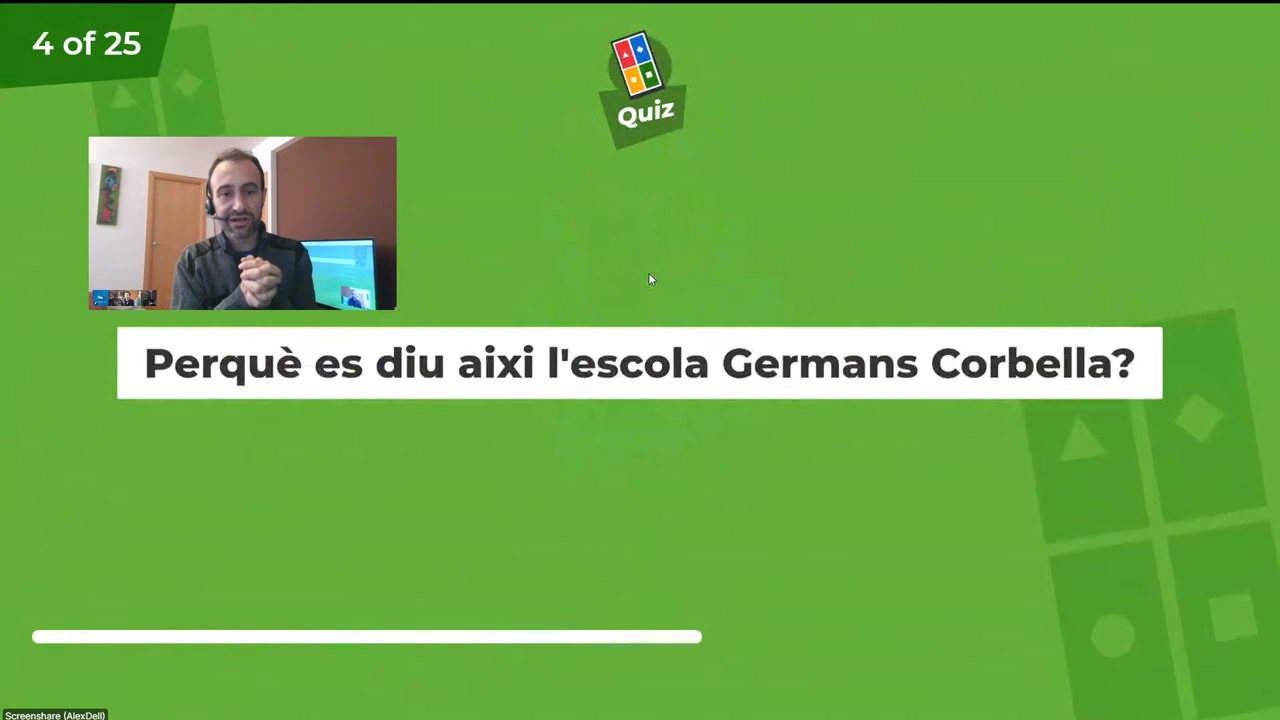 4 of 25
Quiz
Perquè es diu aixi l'escola Germans Corbella?
Screenshare (AlexDell)